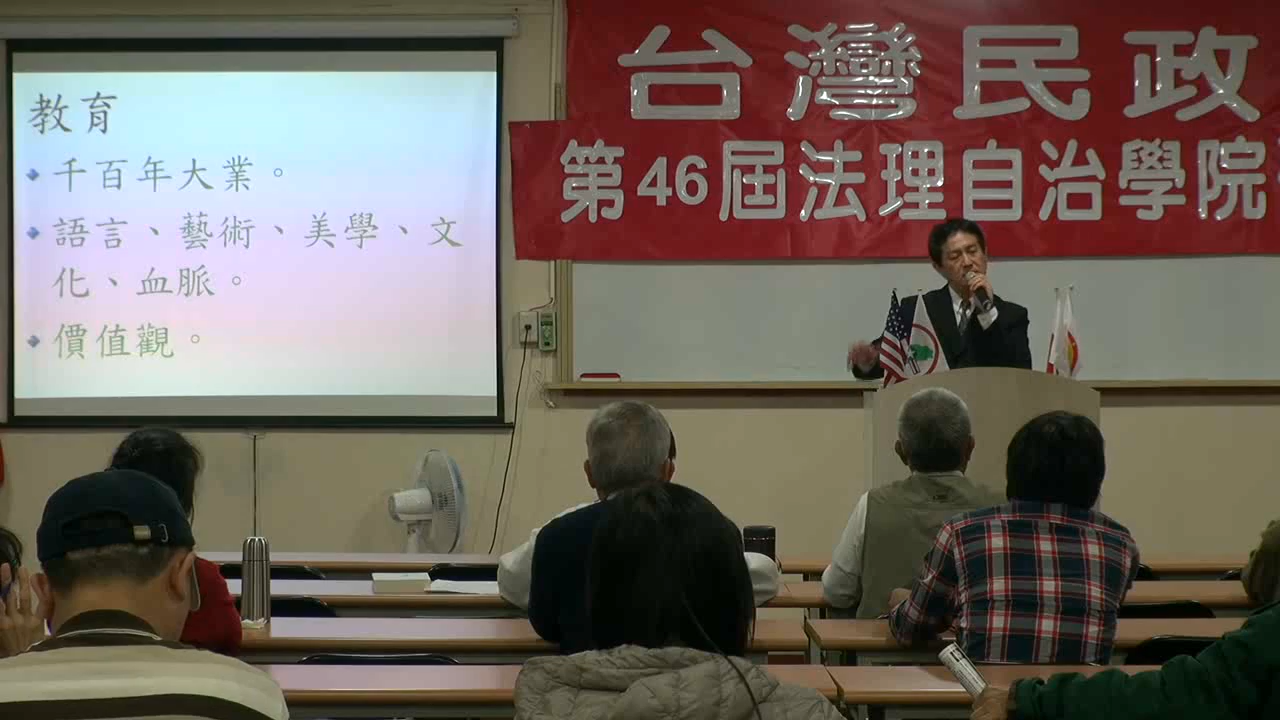 教育
千百年大業。
語言、藝術、美學、文
化、血脈。
價值觀。
台灣民政
第46屆法理自治學院